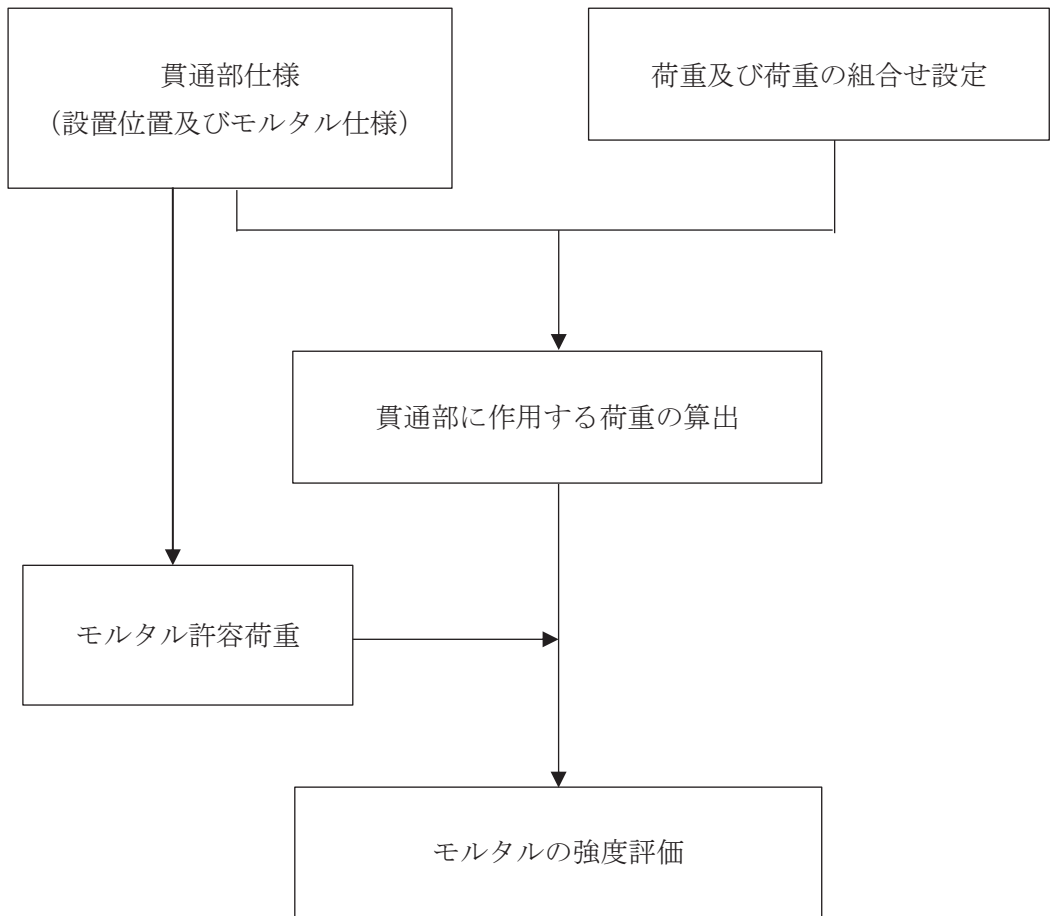 貫通部仕様
（設置位置及びモルタル仕様）
荷重及び荷重の組合せ設定
貫通部に作用する荷重の算出
モルタル許容荷重
モルタルの強度評価